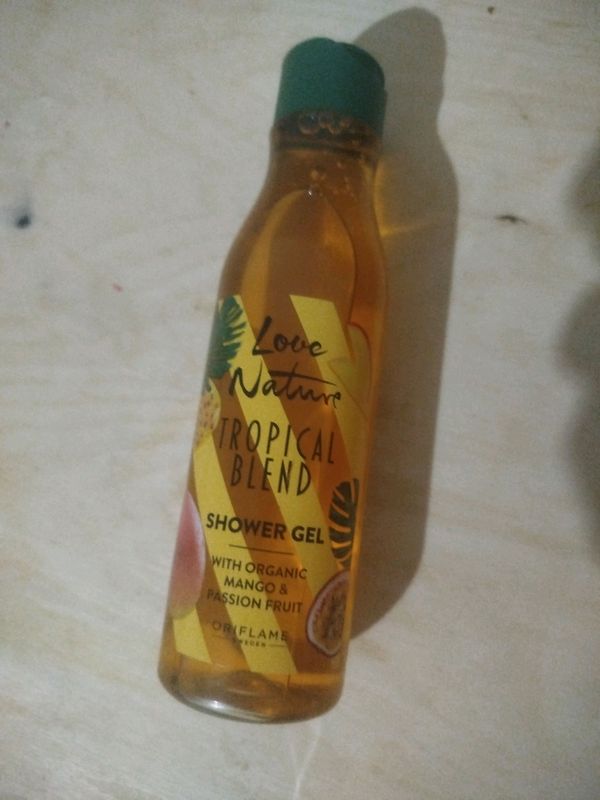 Love
Nature
TROPICAL
BLEND
SHOWER GEL
WITH ORGANIC
MANGO &
PASSION FRUIT
ORIFLAME
SWEDEN